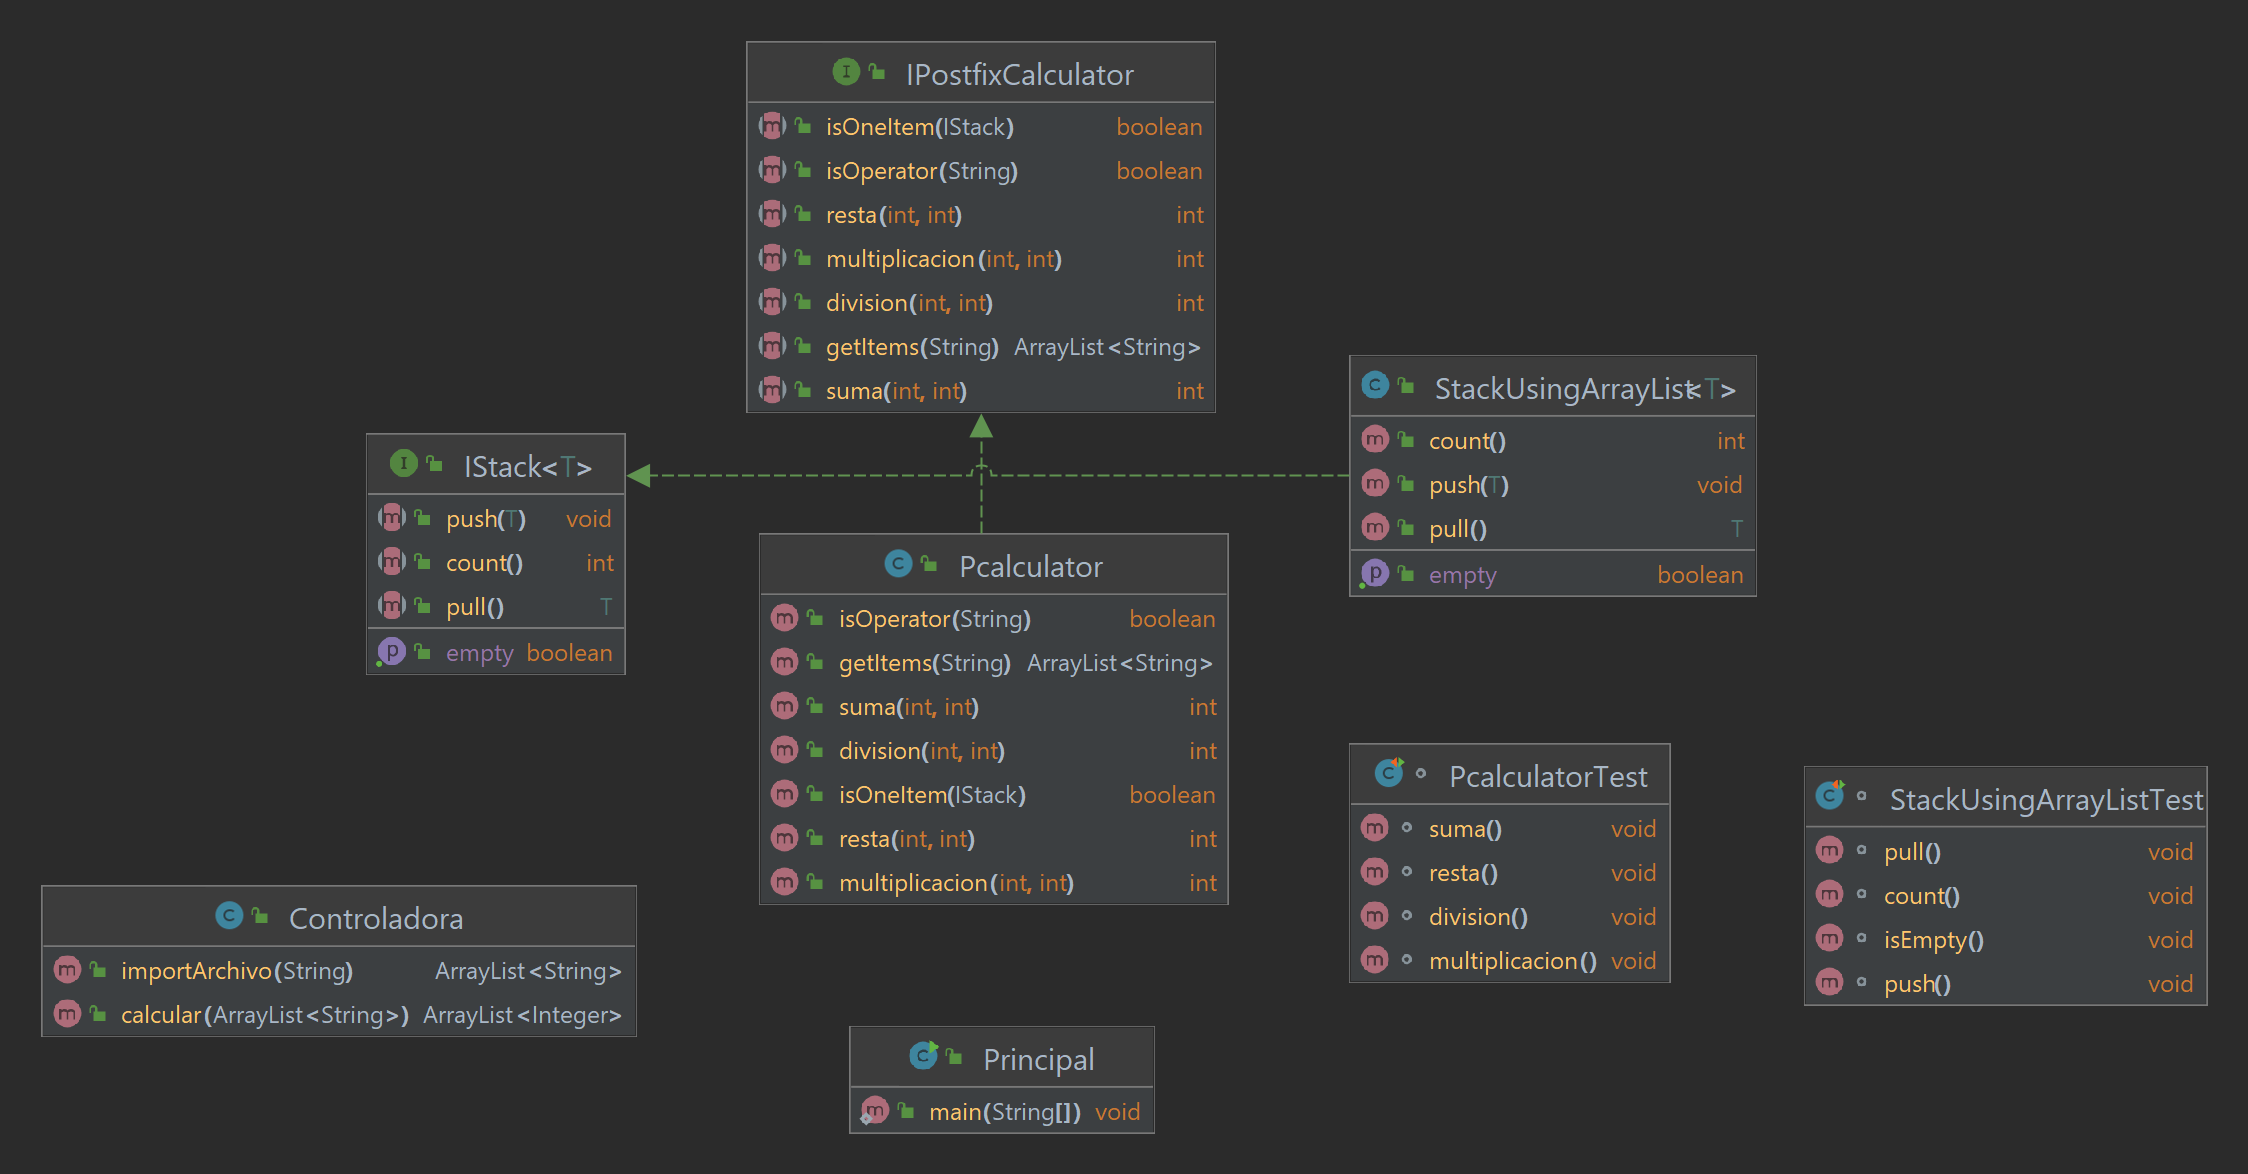 IPostfixCalculator
isOneItem(IStack) boolean
isOperator(String) boolean
resta(int, int) int
multiplicacion(int, int) int
division(int, int) int
getItems(String) ArrayList<String>
suma(int, int) int
IStack<T>
push(T) void
count() int
pull() T
empty boolean
StackUsingArrayList<T>
count() int
push(T) void
pull() T
empty boolean
Pcalculator
isOperator(String) boolean
getItems(String) ArrayList<String>
suma(int, int) int
division(int, int) int
isOneItem(IStack) boolean
resta(int, int) int
multiplicacion(int, int) int
PcalculatorTest
suma() void
resta() void
division() void
multiplicacion() void
StackUsingArrayListTest
pull() void
count() void
isEmpty() void
push() void
Controladora
importArchivo(String) ArrayList<String>
calcular(ArrayList<String>) ArrayList<Integer>
Principal
main(String[]) void